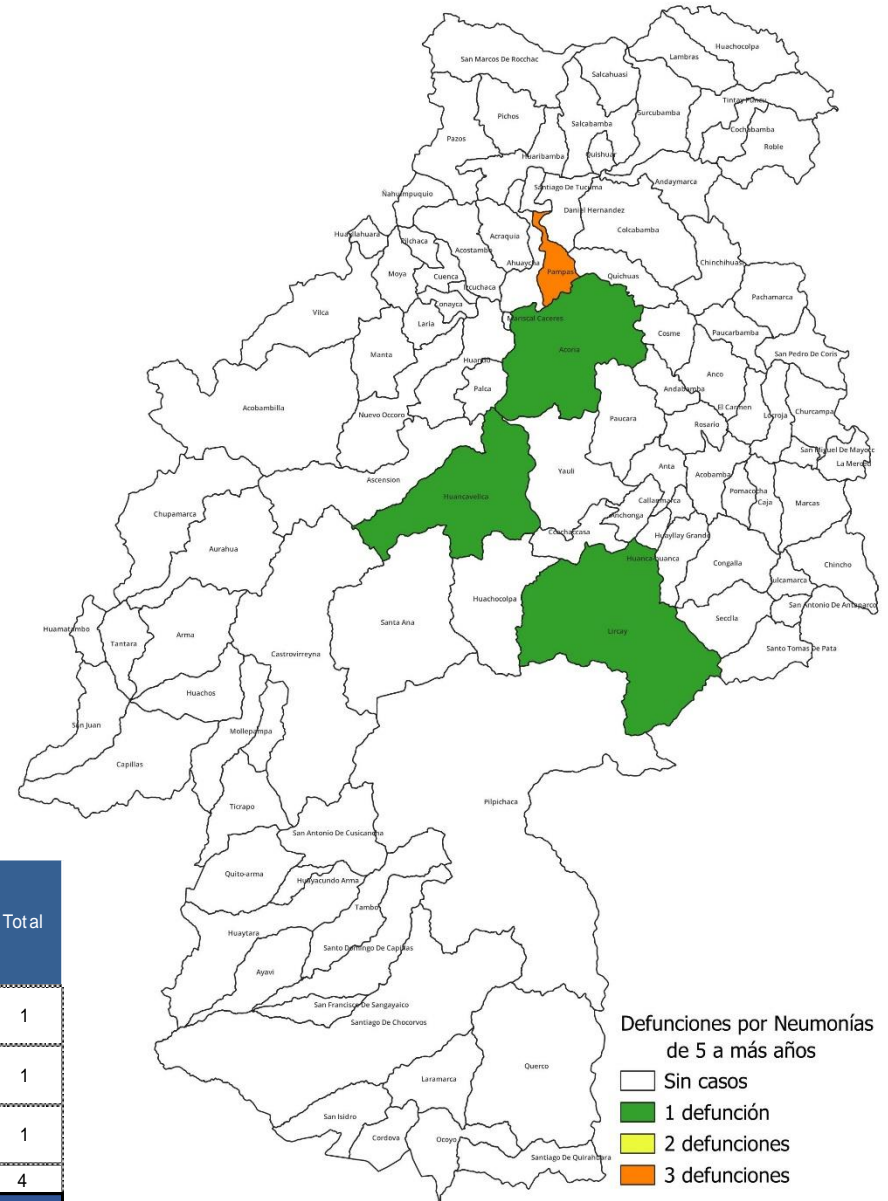 Huachocolpa
Lambras
San Marcos De Rocchac
Salcahuasi
Tintay Puncu
Surcubamba
Pichos
Salcabamba
Cochabamba
Pazos
Roble
Huaribamba
Quishuar
Andaymarca
Santiago De Tucuma
Ñahuimpuquio
Daniel Hernandez
Colcabamba
Huayllahuara
Pilchaca
Acraquia
Acostambo
Ahuaycha
Chinchihuasi
Moya
Cuenca
Pampas
Quichuas
Izcuchaca
Pachamarca
Conayca
Vilca
Mariscal Caceres
Laria
Cosme
Paucarbamba
Acoria
San Pedro De Coris
Manta
Huando
Anco
Palca
Andabamba
Acobambilla
El Carmen
Nuevo Occoro
Paucara
Locroja
Churcampa
Rosario
San Miguel De Mayocc
La Merced
Ascension
Yauli
Anta
Acobamba
Pomacocha
Huancavelica
Callanmarca
Caja
Marcas
Chupamarca
Anchonga
Ccochaccasa
Huayllay Grande
Aurahua
Huanca-huanca
Congalla
Chincho
Julcamarca
Huachocolpa
San Antonio De Antaparco
Santa Ana
Secclla
Huamatambo
Tantara
Arma
Lircay
Santo Tomas De Pata
Castrovirreyna
Huachos
San Juan
Mollepampa
Capillas
Pilpichaca
Ticrapo
San Antonio De Cusicancha
Quito-arma
Huayacundo Arma
Tambo
Huaytara
Santo Domingo De Capillas
Ayavi
San Francisco De Sangayaico
Santiago De Chocorvos
Querco
Laramarca
San Isidro
Cordova
Ocoyo
Santiago De Quirahuara
Total
1
1
1
4
Defunciones por Neumonías
de 5 a más años
Sin casos
1 defunción
2 defunciones
3 defunciones